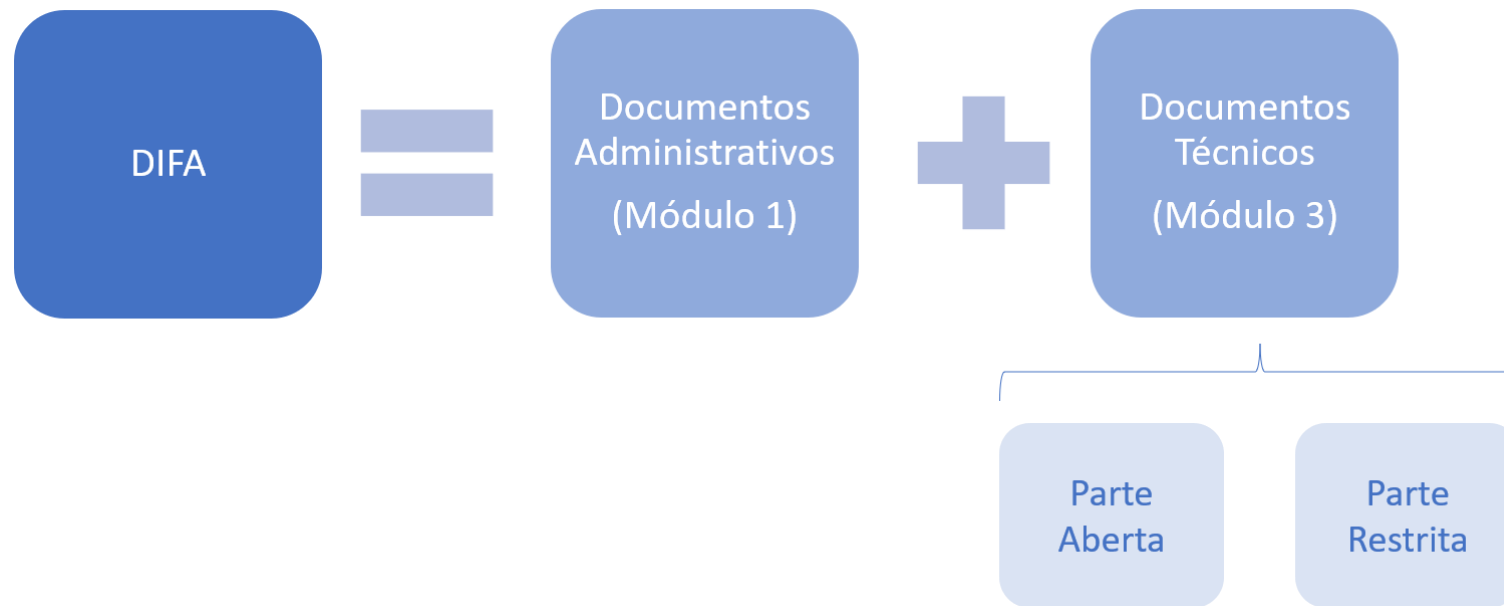 DIFA
Documentos
Administrativos
(Módulo 1)
Documentos
Técnicos
(Módulo 3)
Parte
Aberta
Parte
Restrita